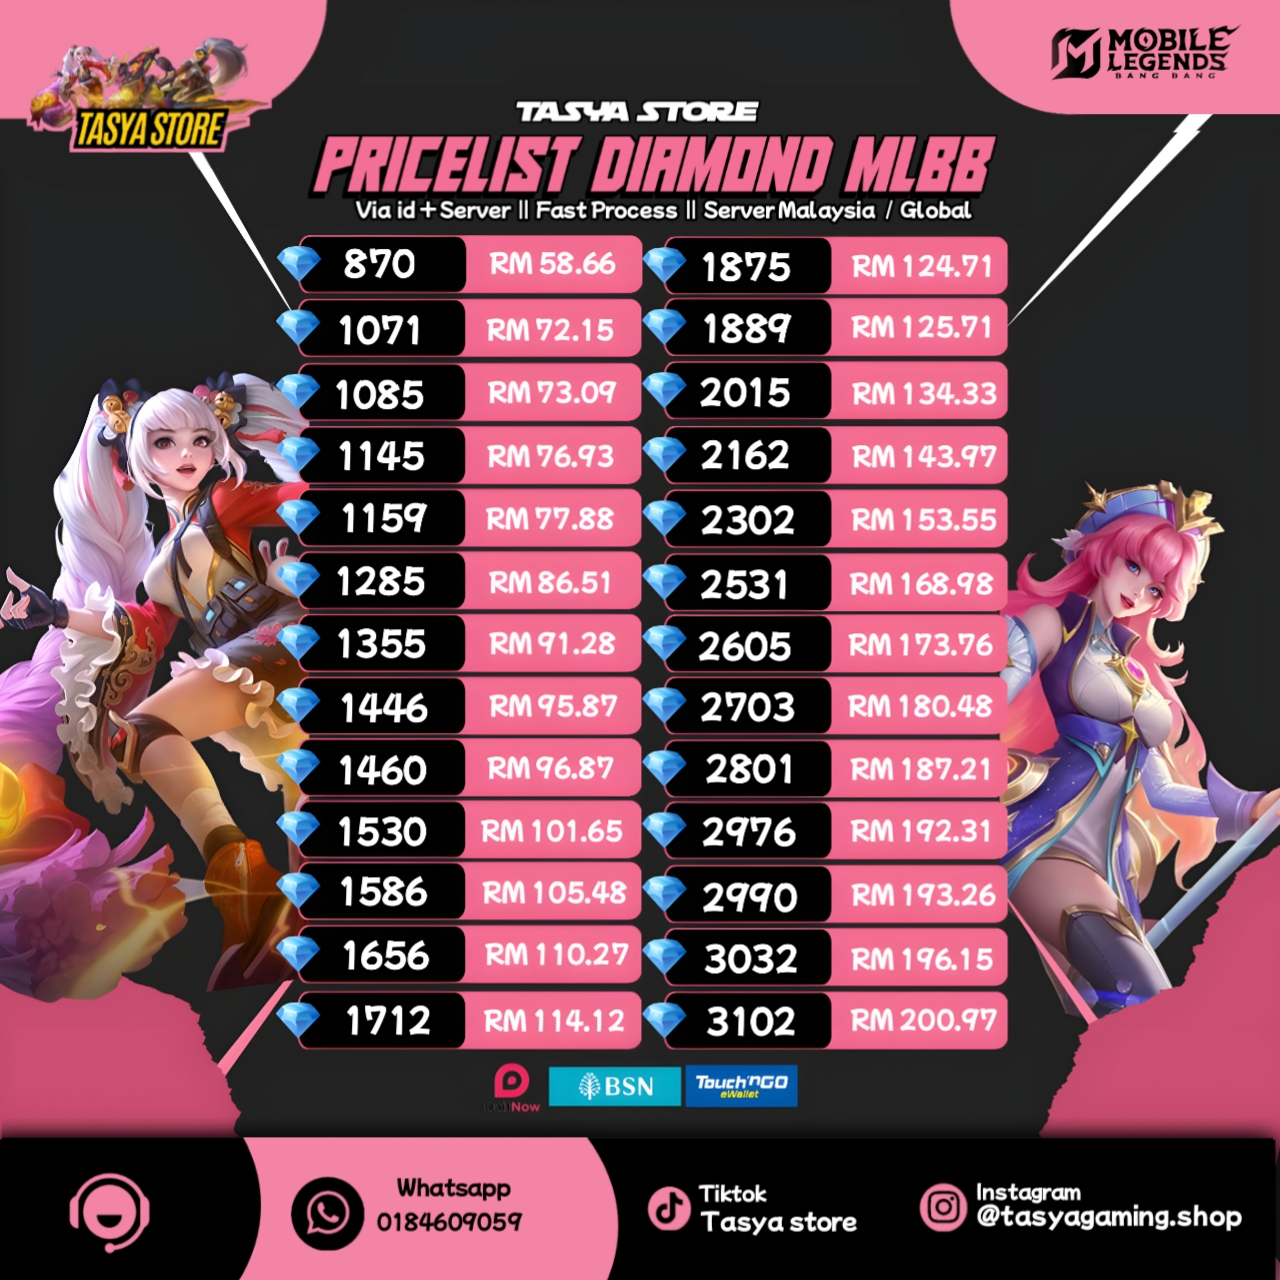 TASYA STORE
MOBILE
LEGENDS
BANG BANG
TASYA STORE
PRICELIST DIAMOND MLBB
Via id + Server || Fast Process || Server Malaysia / Global
870 RM 58.66 1875 RM 124.71
1071 RM 72.15 1889 RM 125.71
1085 RM 73.09 2015 RM 134.33
1145 RM 76.93 2162 RM 143.97
1159 RM 77.88 2302 RM 153.55
1285 RM 86.51 2531 RM 168.98
1355 RM 91.28 2605 RM 173.76
1446 RM 95.87 2703 RM 180.48
1460 RM 96.87 2801 RM 187.21
1530 RM 101.65 2976 RM 192.31
1586 RM 105.48 2990 RM 193.26
1656 RM 110.27 3032 RM 196.15
1712 RM 114.12 3102 RM 200.97
Now
BSN
Touch'nGO
eWallet
Whatsapp
0184609059
Tiktok
Tasya store
Instagram
@tasyagaming.shop